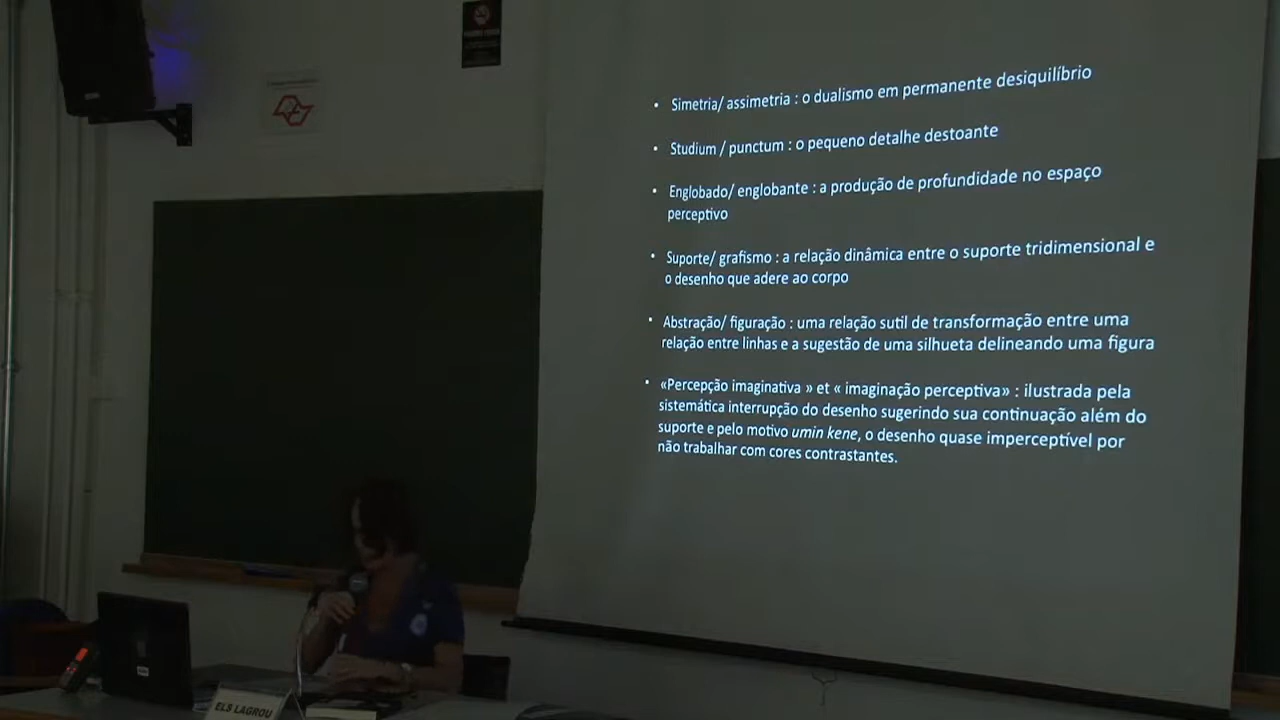 • Simetria/ assimetria : o dualismo em permanente desiquilíbrio
• Studium / punctum : o pequeno detalhe destoante
• Englobado/ englobante : a produção de profundidade no espaço
perceptivo
• Suporte/ grafismo : a relação dinâmica entre o suporte tridimensional e
o desenho que adere ao corpo
• Abstração/ figuração : uma relação sutil de transformação entre uma
relação entre linhas e a sugestão de uma silhueta delineando uma figura
• «Percepção imaginativa » et « imaginação perceptiva» : ilustrada pela
sistemática interrupção do desenho sugerindo sua continuação além do
suporte e pelo motivo umin kene, o desenho quase imperceptível por
não trabalhar com cores contrastantes.
ELS LAGROU